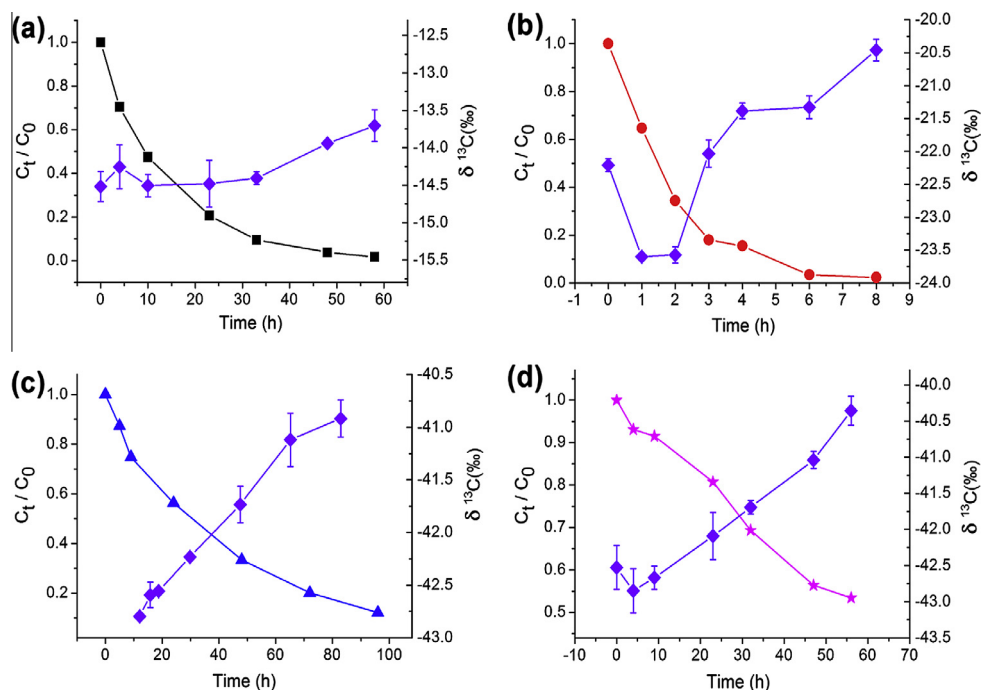 (a)
1.0
0.8
0.6
0.4
0.2
0.0
Ct / C0
-12.5
-13.0
-13.5
-14.0
-14.5
-15.0
-15.5
δ 13C(‰)
0 10 20 30 40 50 60
Time (h)
(b)
1.0
0.8
0.6
0.4
0.2
0.0
Ct / C0
-20.0
-20.5
-21.0
-21.5
-22.0
-22.5
-23.0
-23.5
-24.0
δ 13C(‰)
-1 0 1 2 3 4 5 6 7 8 9
Time (h)
(c)
1.0
0.8
0.6
0.4
0.2
Ct / C0
-40.5
-41.0
-41.5
-42.0
-42.5
-43.0
δ 13C(‰)
0 20 40 60 80 100
Time (h)
(d)
1.0
0.9
0.8
0.7
0.6
0.5
Ct / C0
-40.0
-40.5
-41.0
-41.5
-42.0
-42.5
-43.0
-43.5
δ 13C(‰)
-10 0 10 20 30 40 50 60 70
Time (h)